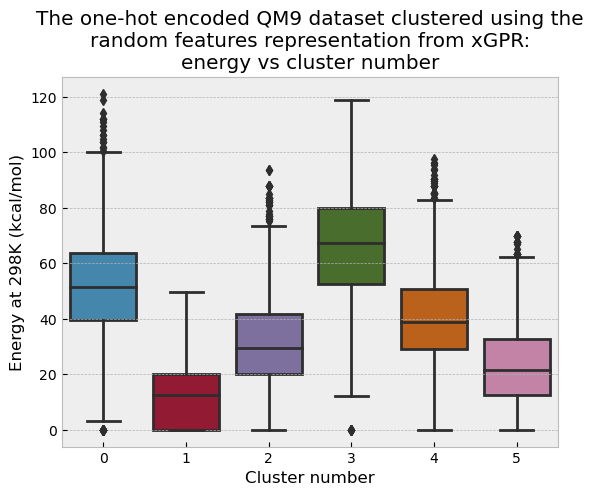 The one-hot encoded QM9 dataset clustered using the
random features representation from xGPR:
energy vs cluster number
Energy at 298K (kcal/mol)
120
100
80
60
40
20
0
0 1 2 3 4 5
Cluster number